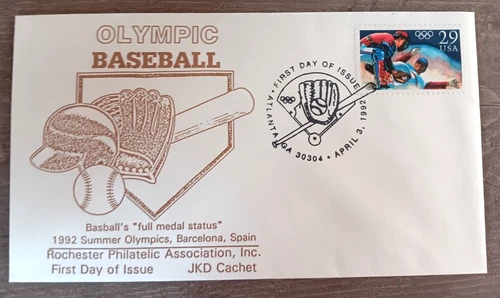 OLYMPIC
BASEBALL
29
USA
• FIRST DAY OF ISSUE •
ATLANTA, GA 30304 • APRIL 3, 1992
Basball's "full medal status"
1992 Summer Olympics, Barcelona, Spain
Rochester Philatelic Association, Inc.
First Day of Issue JKD Cachet